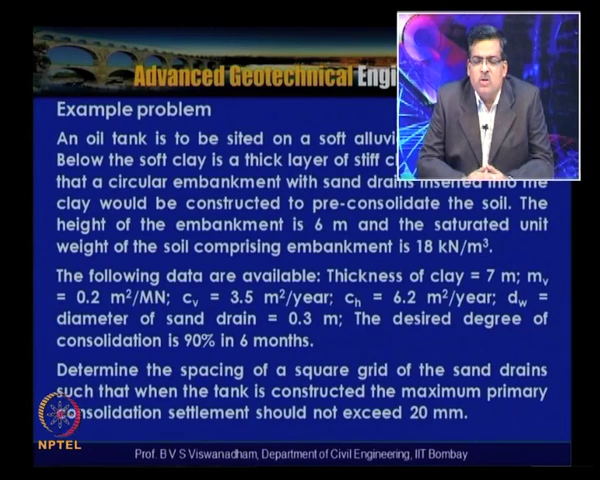 Advanced Geotechnical Engi
Example problem
An oil tank is to be sited on a soft alluvi
Below the soft clay is a thick layer of stiff cl
that a circular embankment with sand drains inserted into the
clay would be constructed to pre-consolidate the soil. The
height of the embankment is 6 m and the saturated unit
weight of the soil comprising embankment is 18 kN/m³.
The following data are available: Thickness of clay = 7 m; mᵥ
= 0.2 m²/MN; cᵥ = 3.5 m²/year; cₕ = 6.2 m²/year; d_w =
diameter of sand drain = 0.3 m; The desired degree of
consolidation is 90% in 6 months.
Determine the spacing of a square grid of the sand drains
such that when the tank is constructed the maximum primary
consolidation settlement should not exceed 20 mm.
NPTEL
Prof. B V S Viswanadham, Department of Civil Engineering, IIT Bombay